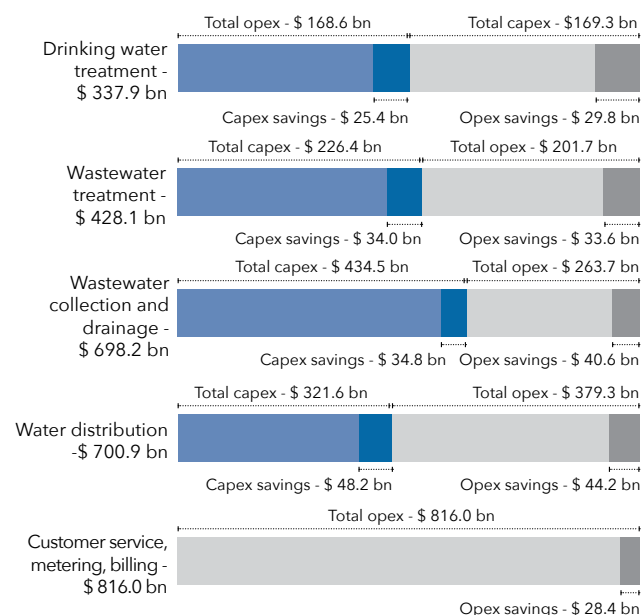 Total opex - $ 168.6 bn Total capex - $169.3 bn
Drinking water
treatment -
$ 337.9 bn
Capex savings - $ 25.4 bn Opex savings - $ 29.8 bn
Total capex - $ 226.4 bn Total opex - $ 201.7 bn
Wastewater
treatment -
$ 428.1 bn
Capex savings - $ 34.0 bn Opex savings - $ 33.6 bn
Total capex - $ 434.5 bn Total opex - $ 263.7 bn
Wastewater
collection and
drainage -
$ 698.2 bn
Capex savings - $ 34.8 bn Opex savings - $ 40.6 bn
Total capex - $ 321.6 bn Total opex - $ 379.3 bn
Water distribution
-$ 700.9 bn
Capex savings - $ 48.2 bn Opex savings - $ 44.2 bn
Total opex - $ 816.0 bn
Customer service,
metering, billing -
$ 816.0 bn
Opex savings - $ 28.4 bn